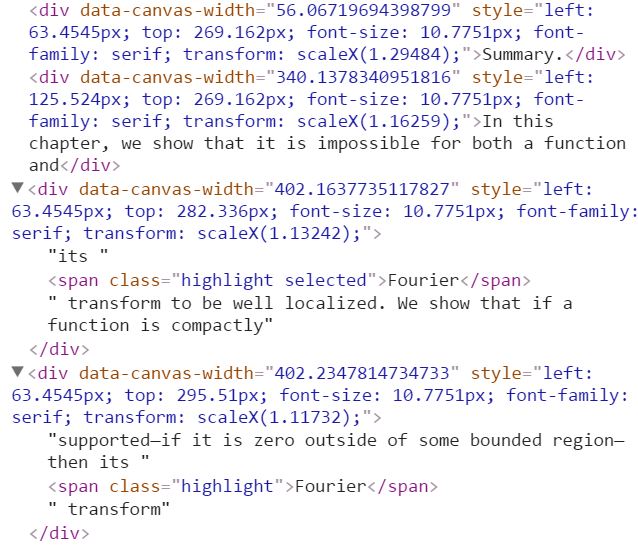 <div data-canvas-width="56.06719694398799" style="left:
63.4545px; top: 269.162px; font-size: 10.7751px; font-
family: serif; transform: scaleX(1.29484);">Summary.</div>
<div data-canvas-width="340.1378340951816" style="left:
125.524px; top: 269.162px; font-size: 10.7751px; font-
family: serif; transform: scaleX(1.16259);">In this
chapter, we show that it is impossible for both a function
and</div>
▼<div data-canvas-width="402.1637735117827" style="left:
63.4545px; top: 282.336px; font-size: 10.7751px; font-family:
serif; transform: scaleX(1.13242);">
"its "
<span class="highlight selected">Fourier</span>
" transform to be well localized. We show that if a
function is compactly"
</div>
▼<div data-canvas-width="402.2347814734733" style="left:
63.4545px; top: 295.51px; font-size: 10.7751px; font-family:
serif; transform: scaleX(1.11732);">
"supported—if it is zero outside of some bounded region—
then its "
<span class="highlight">Fourier</span>
" transform"
</div>